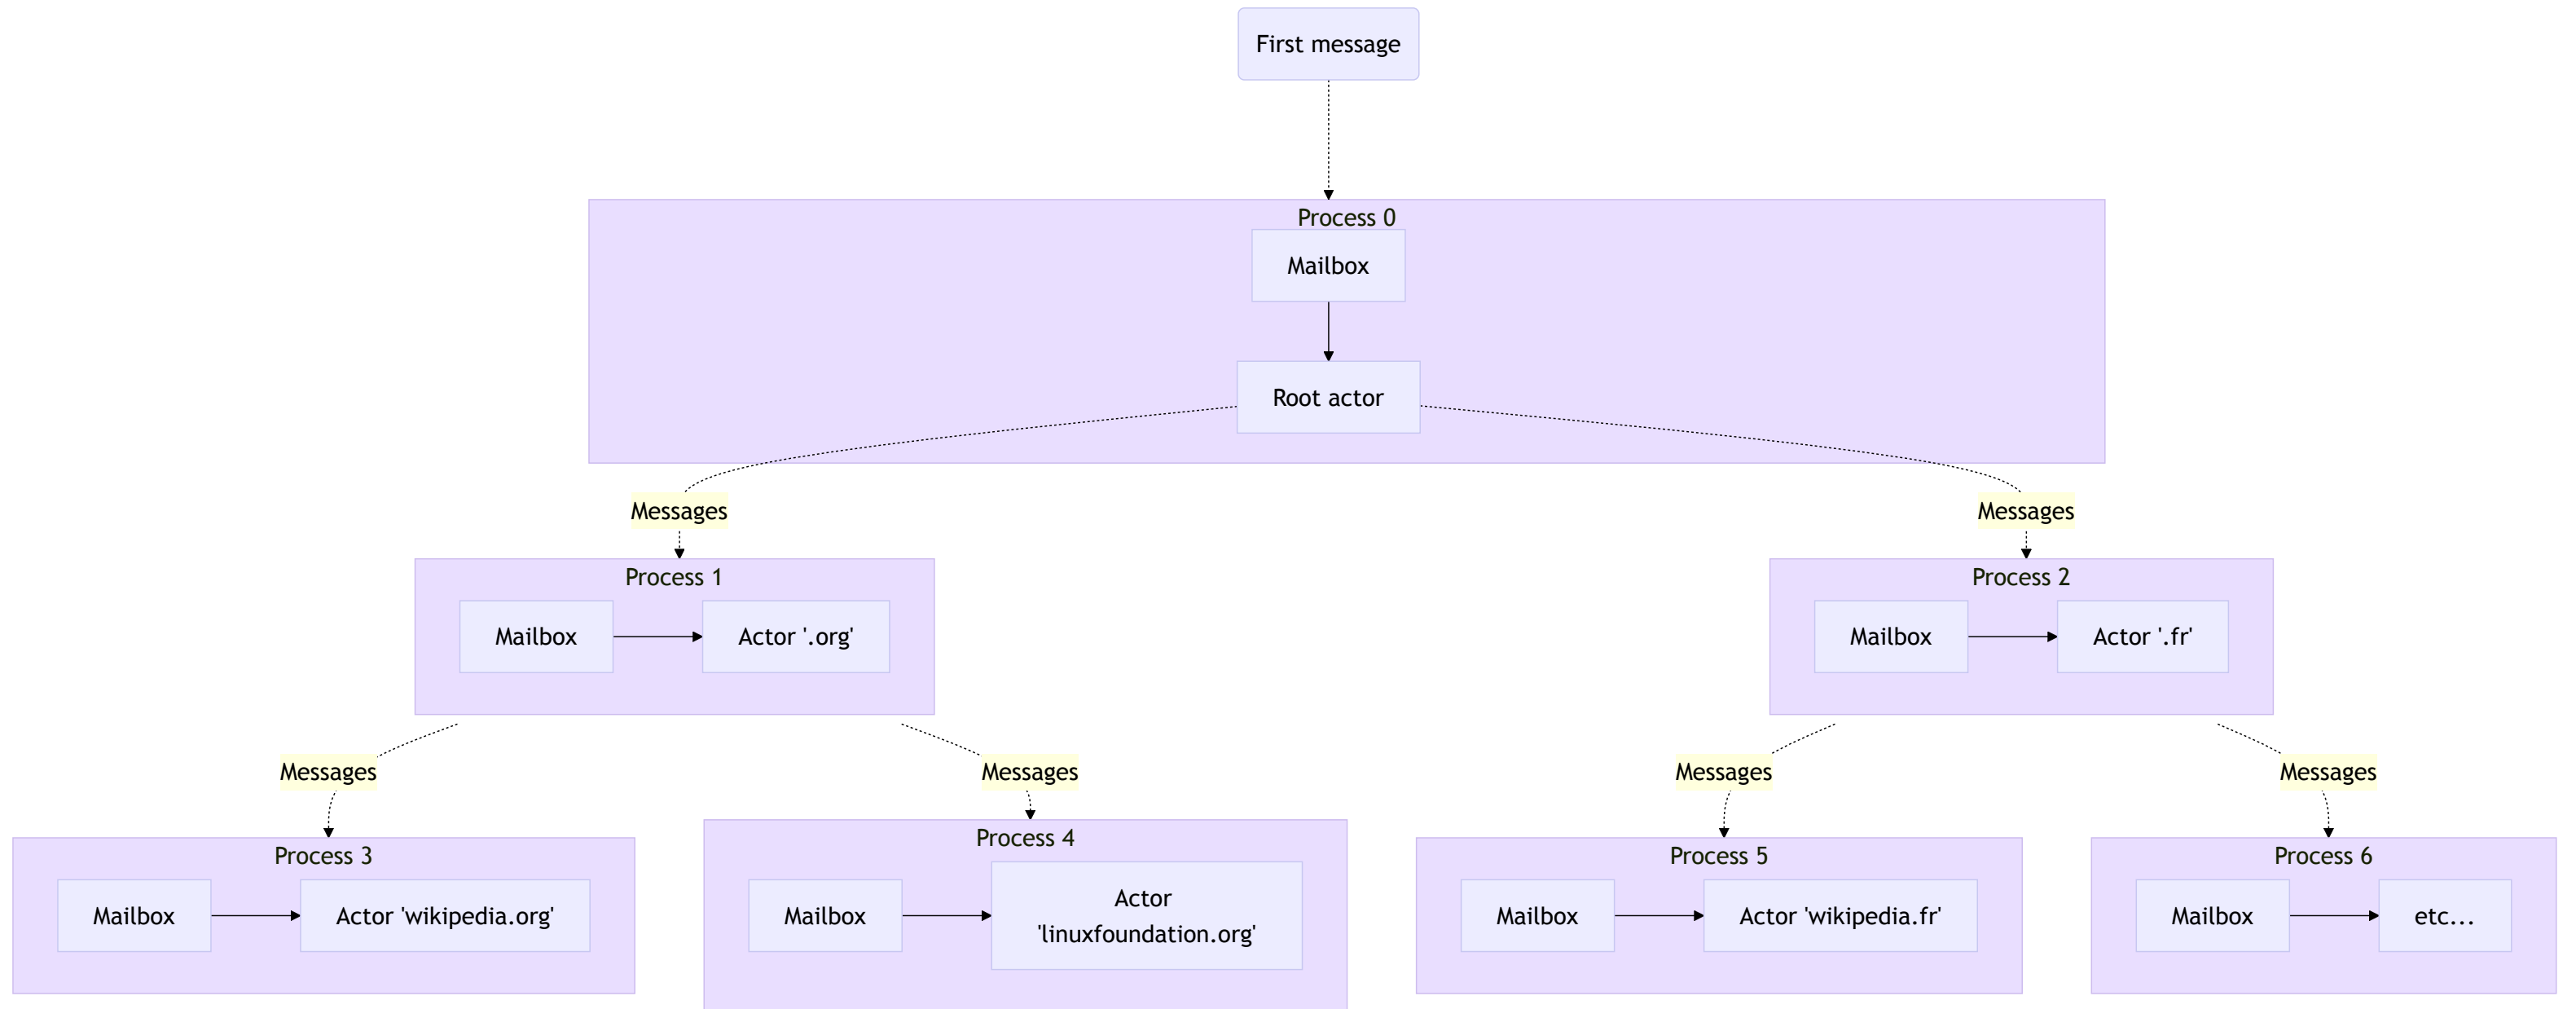 First message
Process 0
Mailbox
Root actor
Messages
Messages
Process 1
Mailbox
Actor '.org'
Process 2
Mailbox
Actor '.fr'
Messages
Messages
Messages
Messages
Process 3
Mailbox
Actor 'wikipedia.org'
Process 4
Mailbox
Actor
'linuxfoundation.org'
Process 5
Mailbox
Actor 'wikipedia.fr'
Process 6
Mailbox
etc...